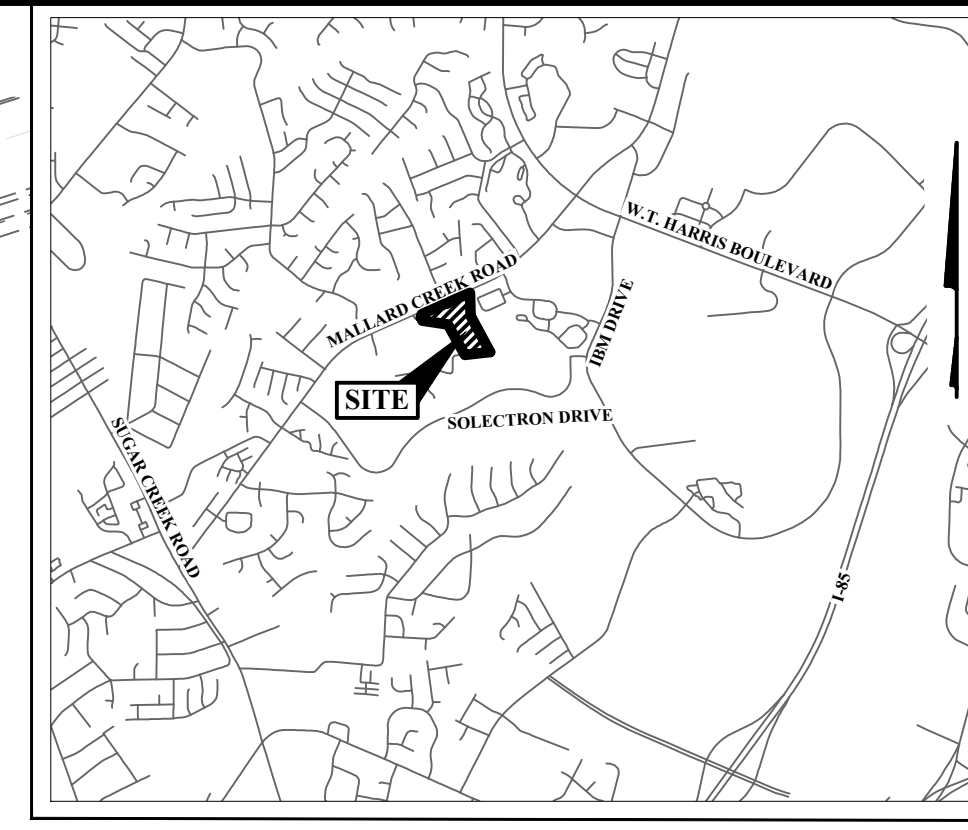 W.T. HARRIS BOULEVARD
MALLARD CREEK ROAD
IBM DRIVE
SITE
SOLECTRON DRIVE
SUGAR CREEK ROAD
I-85